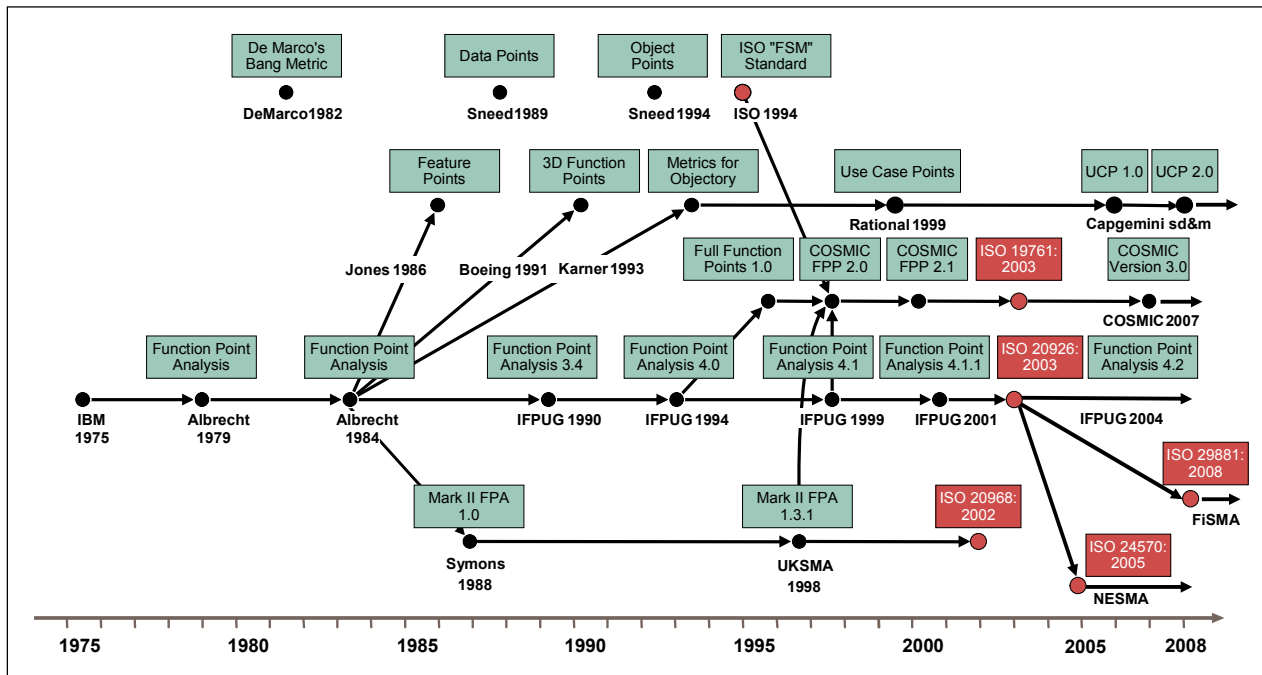 De Marco's
Bang Metric
Data Points
Object
Points
ISO "FSM"
Standard
DeMarco1982
Sneed 1989
Sneed 1994
ISO 1994
Feature
Points
3D Function
Points
Metrics for
Objectory
Use Case Points
UCP 1.0
UCP 2.0
Rational 1999
Capgemini sd&m
Jones 1986
Boeing 1991
Karner 1993
Full Function
Points 1.0
COSMIC
FPP 2.0
COSMIC
FPP 2.1
ISO 19761:
2003
COSMIC
Version 3.0
COSMIC 2007
Function Point
Analysis
Function Point
Analysis
Function Point
Analysis 3.4
Function Point
Analysis 4.0
Function Point
Analysis 4.1
Function Point
Analysis 4.1.1
ISO 20926:
2003
Function Point
Analysis 4.2
IBM
1975
Albrecht
1979
Albrecht
1984
IFPUG 1990
IFPUG 1994
IFPUG 1999
IFPUG 2001
IFPUG 2004
Mark II FPA
1.0
Mark II FPA
1.3.1
ISO 20968:
2002
ISO 29881:
2008
FiSMA
Symons
1988
UKSMA
1998
ISO 24570:
2005
NESMA
1975
1980
1985
1990
1995
2000
2005
2008